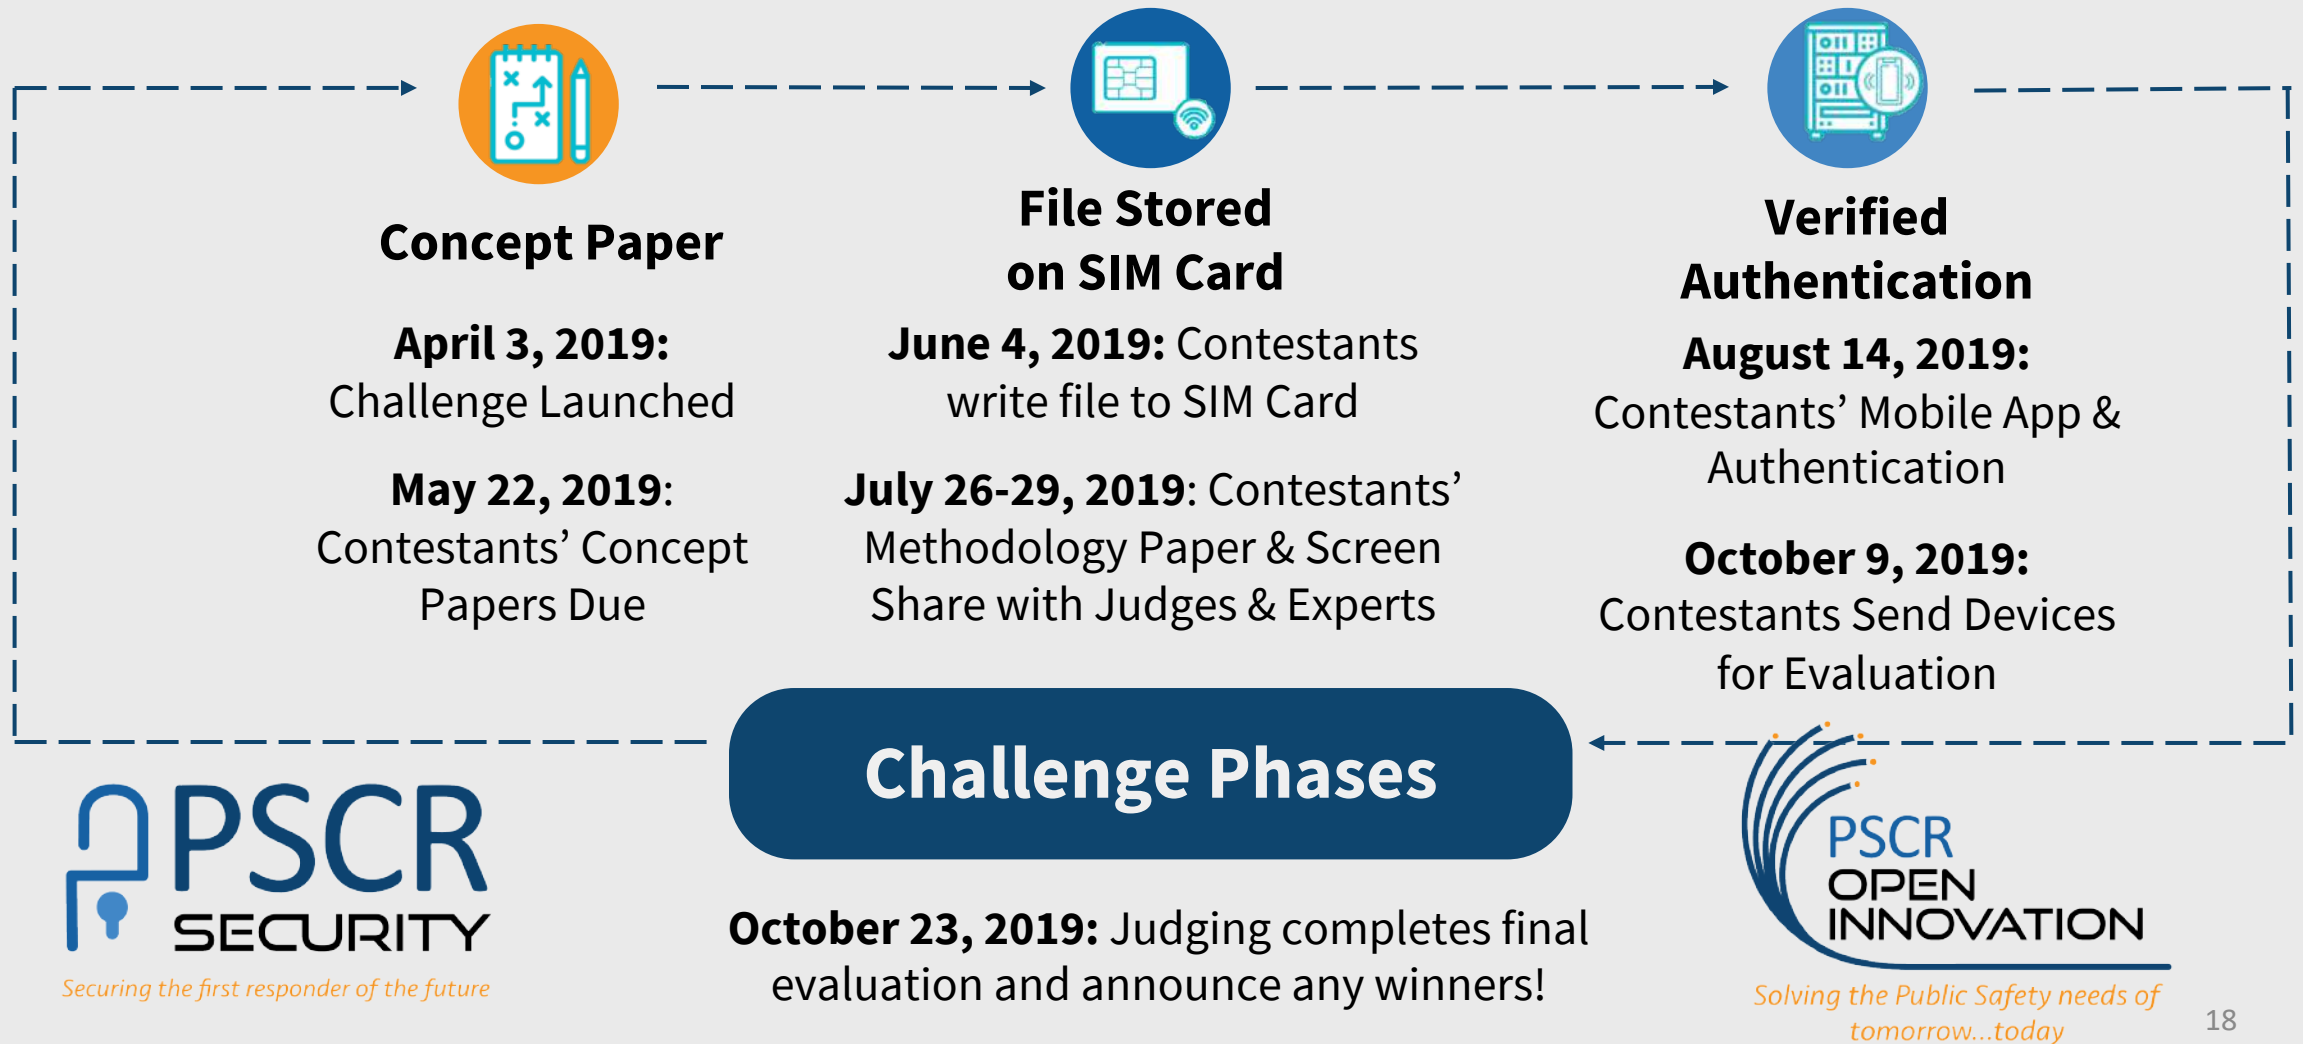 Concept Paper
April 3, 2019:
Challenge Launched
May 22, 2019:
Contestants’ Concept
Papers Due
File Stored
on SIM Card
June 4, 2019: Contestants
write file to SIM Card
July 26-29, 2019: Contestants’
Methodology Paper & Screen
Share with Judges & Experts
Verified
Authentication
August 14, 2019:
Contestants’ Mobile App &
Authentication
October 9, 2019:
Contestants Send Devices
for Evaluation
Challenge Phases
October 23, 2019: Judging completes final
evaluation and announce any winners!
PSCR
SECURITY
Securing the first responder of the future
PSCR
OPEN
INNOVATION
Solving the Public Safety needs of
tomorrow...today
18